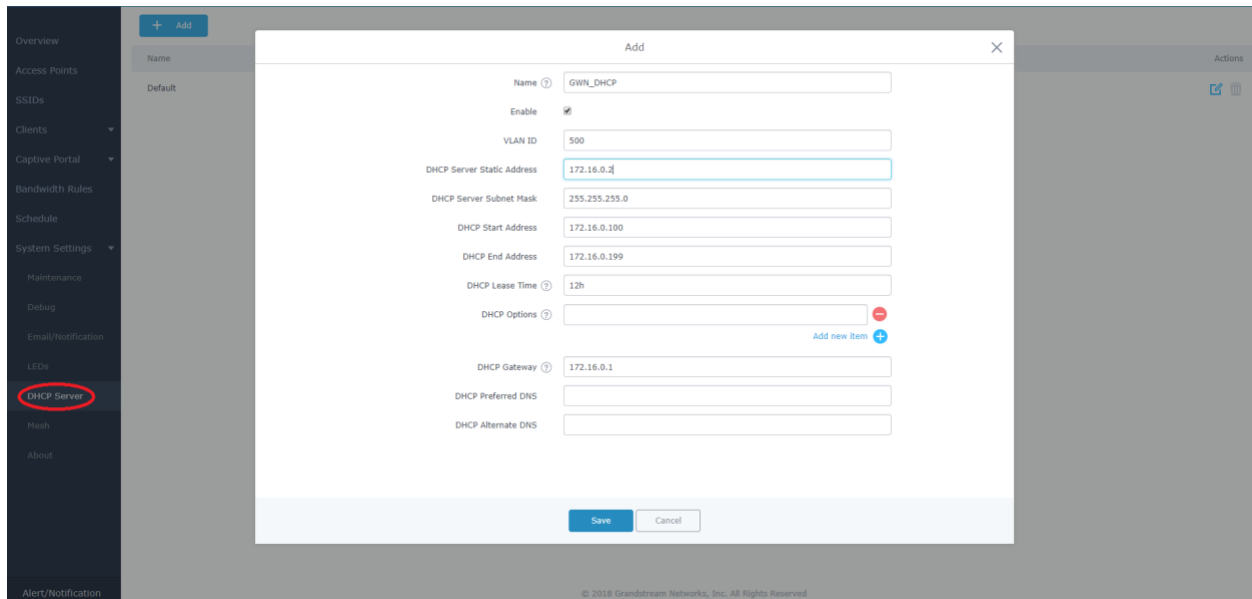 + Add
Overview
Access Points
SSIDs
Clients
Captive Portal
Bandwidth Rules
Schedule
System Settings
Maintenance
Debug
Email/Notification
LEDs
DHCP Server
Mesh
About
Alert/Notification
Name
Actions
Default
Add
Name ? GWN_DHCP
Enable
VLAN ID 500
DHCP Server Static Address 172.16.0.2
DHCP Server Subnet Mask 255.255.255.0
DHCP Start Address 172.16.0.100
DHCP End Address 172.16.0.199
DHCP Lease Time ? 12h
DHCP Options ?
Add new item +
DHCP Gateway ? 172.16.0.1
DHCP Preferred DNS
DHCP Alternate DNS
Save Cancel
© 2018 Grandstream Networks, Inc. All Rights Reserved